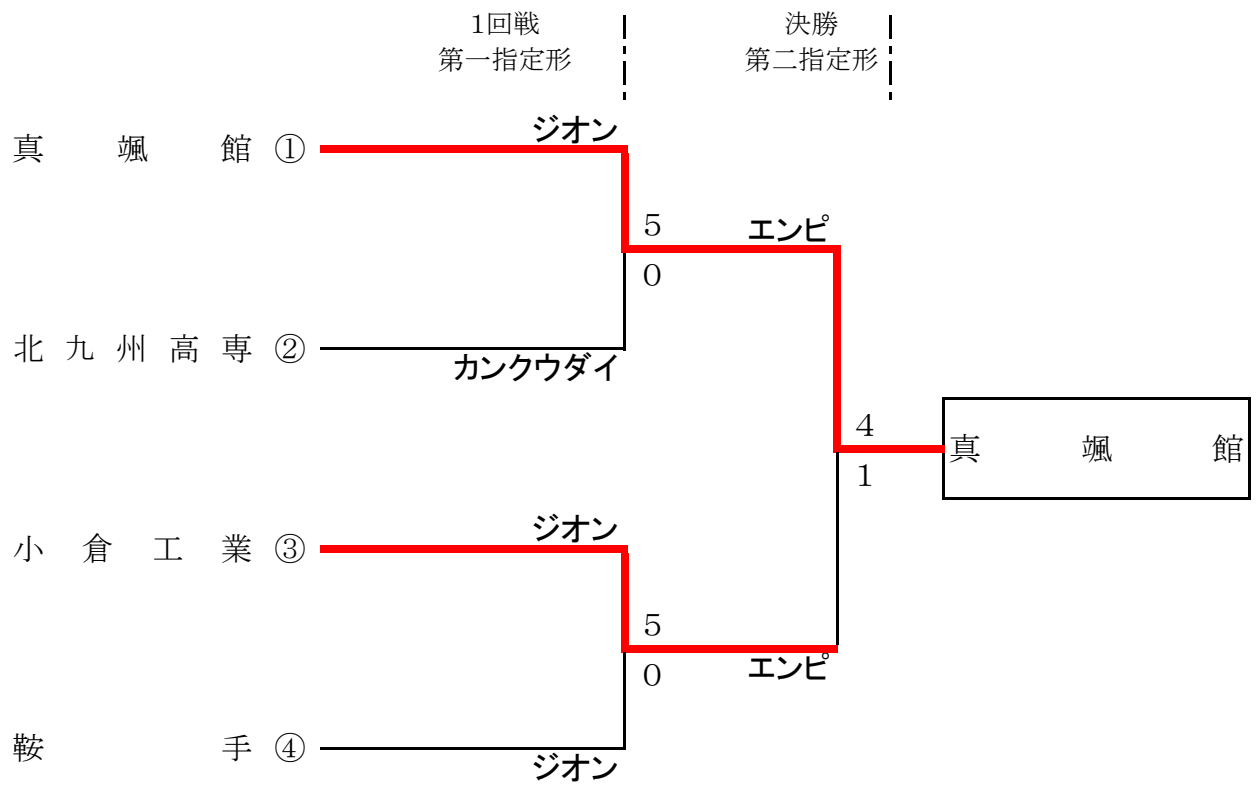 1回戦 決勝
第一指定形 第二指定形
ジオン
真颯館 ①
5 エンピ
0
北九州高専 ②
カンクウダイ
4
真颯館
1
ジオン
小倉工業 ③
5
0 エンピ
鞍手 ④
ジオン